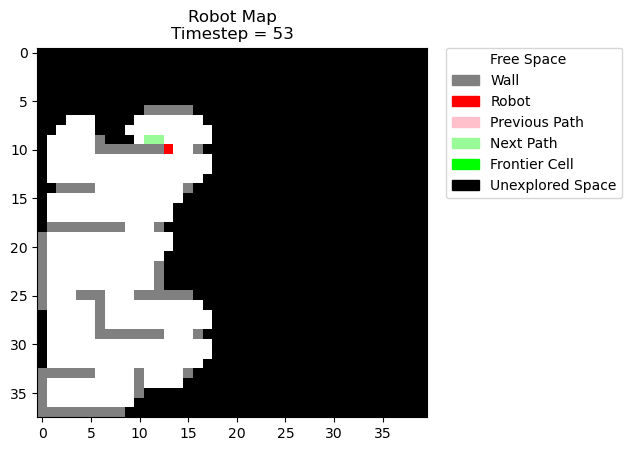 Robot Map
Timestep = 53
0
5
10
15
20
25
30
35
0 5 10 15 20 25 30 35
Free Space
Wall
Robot
Previous Path
Next Path
Frontier Cell
Unexplored Space